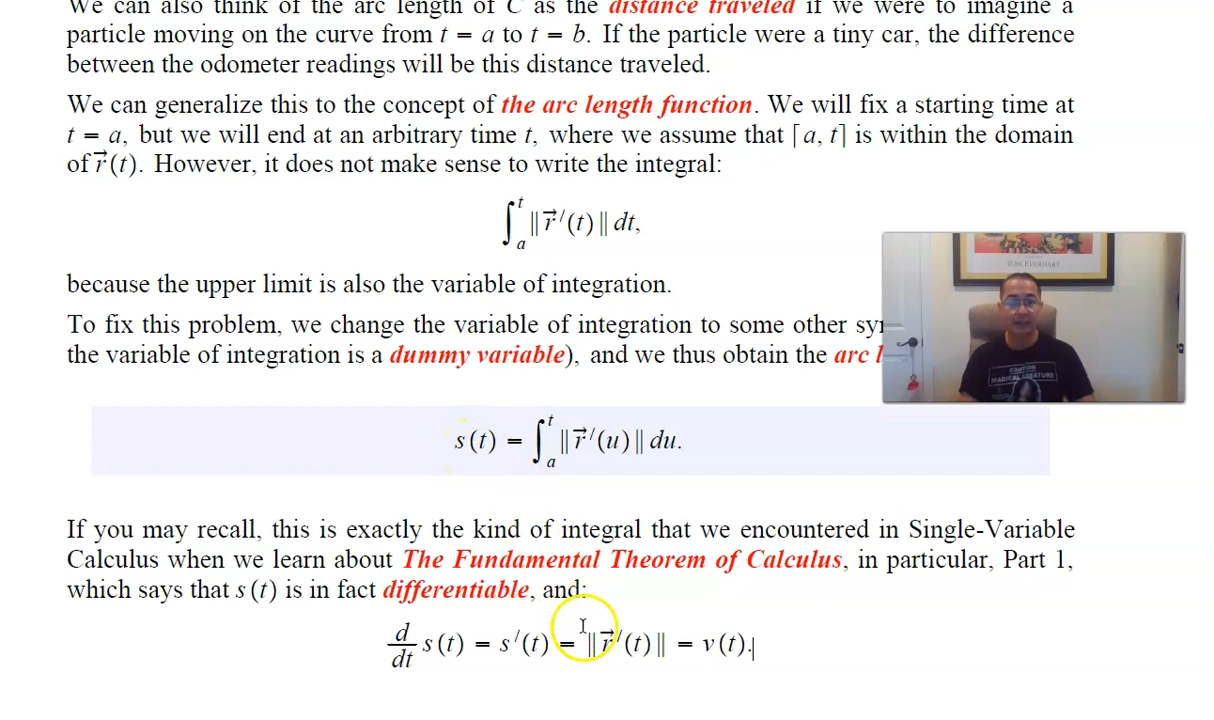 We can also think of the arc length of C as the distance traveled if we were to imagine a
particle moving on the curve from t = a to t = b. If the particle were a tiny car, the difference
between the odometer readings will be this distance traveled.
We can generalize this to the concept of the arc length function. We will fix a starting time at
t = a, but we will end at an arbitrary time t, where we assume that [a, t] is within the domain
of r⃗(t). However, it does not make sense to write the integral:
∫ₐᵗ ‖r⃗′(t)‖ dt,
because the upper limit is also the variable of integration.
TOM EVERHART
To fix this problem, we change the variable of integration to some other
the variable of integration is a dummy variable), and we thus obtain the arc
CAUTION
MAGICAL CREATURE
s(t) = ∫ₐᵗ ‖r⃗′(u)‖ du.
If you may recall, this is exactly the kind of integral that we encountered in Single-Variable
Calculus when we learn about The Fundamental Theorem of Calculus, in particular, Part 1,
which says that s(t) is in fact differentiable, and:
d/dt s(t) = s′(t) = ‖r⃗′(t)‖ = v(t).